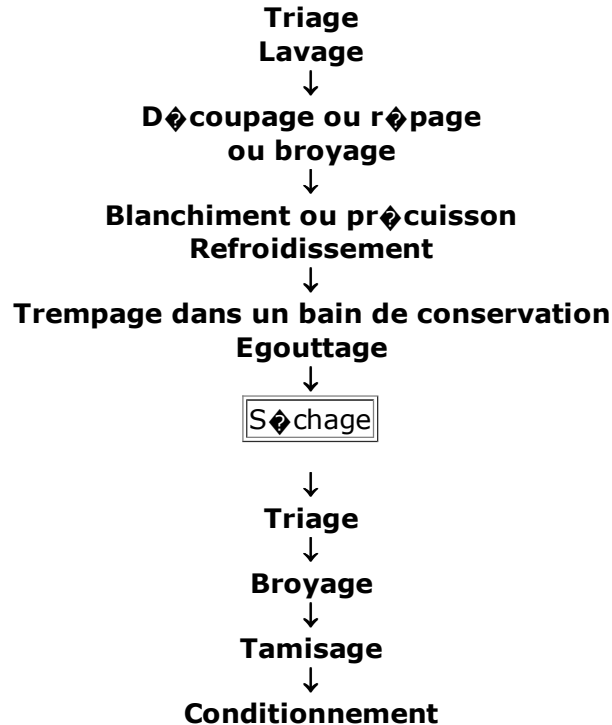 Triage
Lavage
↓
D�coupage ou r�page
ou broyage
↓
Blanchiment ou pr�cuisson
Refroidissement
↓
Trempage dans un bain de conservation
Egouttage
↓
S�chage
↓
Triage
↓
Broyage
↓
Tamisage
↓
Conditionnement